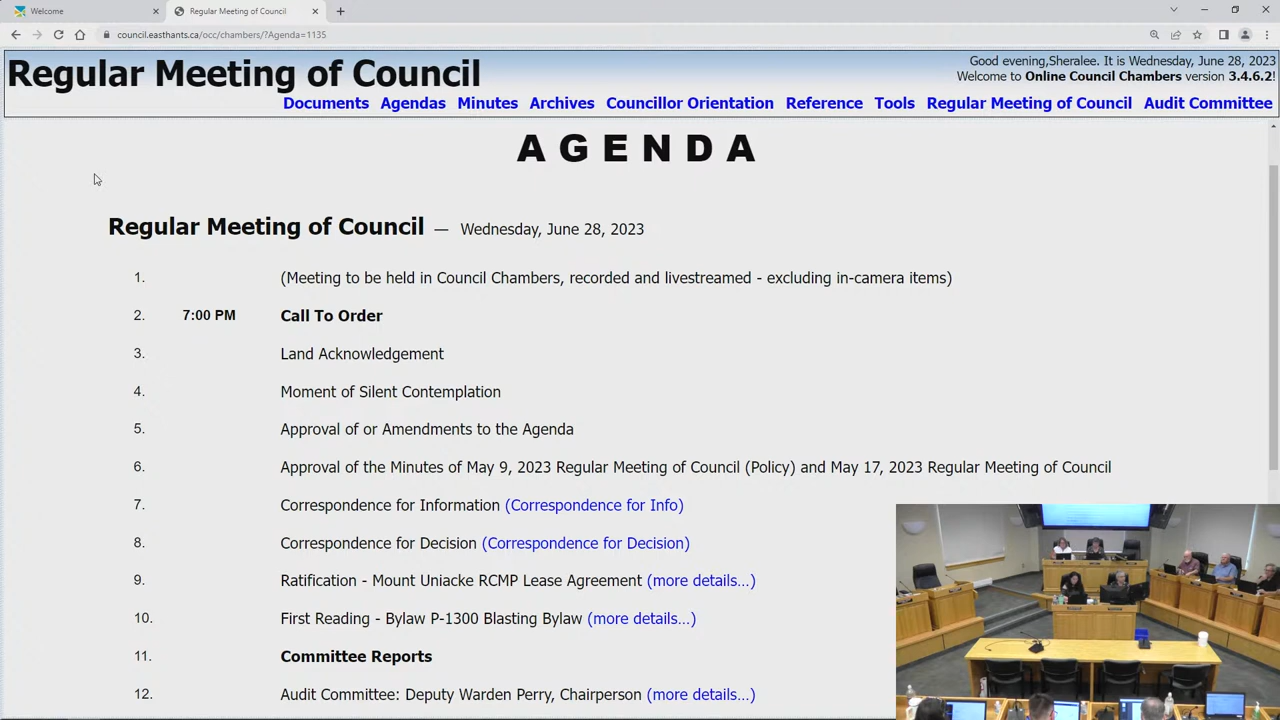 Welcome
Regular Meeting of Council
council.easthants.ca/occ/chambers/?Agenda=1135
Regular Meeting of Council
Good evening,Sheralee. It is Wednesday, June 28, 2023
Welcome to Online Council Chambers version 3.4.6.2!
Documents Agendas Minutes Archives Councillor Orientation Reference Tools Regular Meeting of Council Audit Committee
AGENDA
Regular Meeting of Council — Wednesday, June 28, 2023
1. (Meeting to be held in Council Chambers, recorded and livestreamed - excluding in-camera items)
2. 7:00 PM Call To Order
3. Land Acknowledgement
4. Moment of Silent Contemplation
5. Approval of or Amendments to the Agenda
6. Approval of the Minutes of May 9, 2023 Regular Meeting of Council (Policy) and May 17, 2023 Regular Meeting of Council
7. Correspondence for Information (Correspondence for Info)
8. Correspondence for Decision (Correspondence for Decision)
9. Ratification - Mount Uniacke RCMP Lease Agreement (more details...)
10. First Reading - Bylaw P-1300 Blasting Bylaw (more details...)
11. Committee Reports
12. Audit Committee: Deputy Warden Perry, Chairperson (more details...)